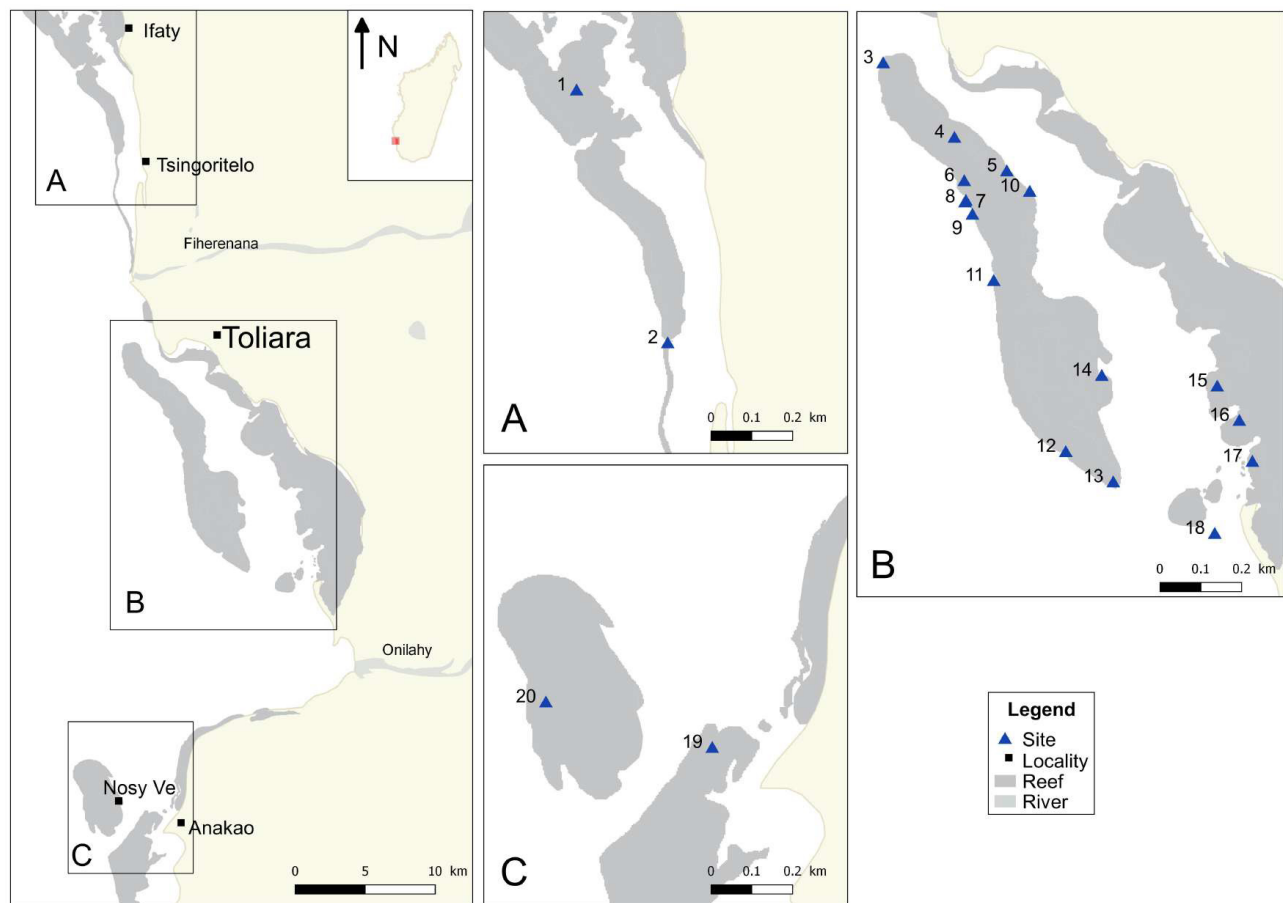 Ifaty
N
Tsingoritelo
A
Fiherenana
Toliara
B
Onilahy
Nosy Ve
Anakao
C
0 5 10 km
1
2
A
0 0.1 0.2 km
20
19
C
0 0.1 0.2 km
3
4
5
6
10
8 7
9
11
14
15
16
12
17
13
18
B
0 0.1 0.2 km
Legend
Site
Locality
Reef
River